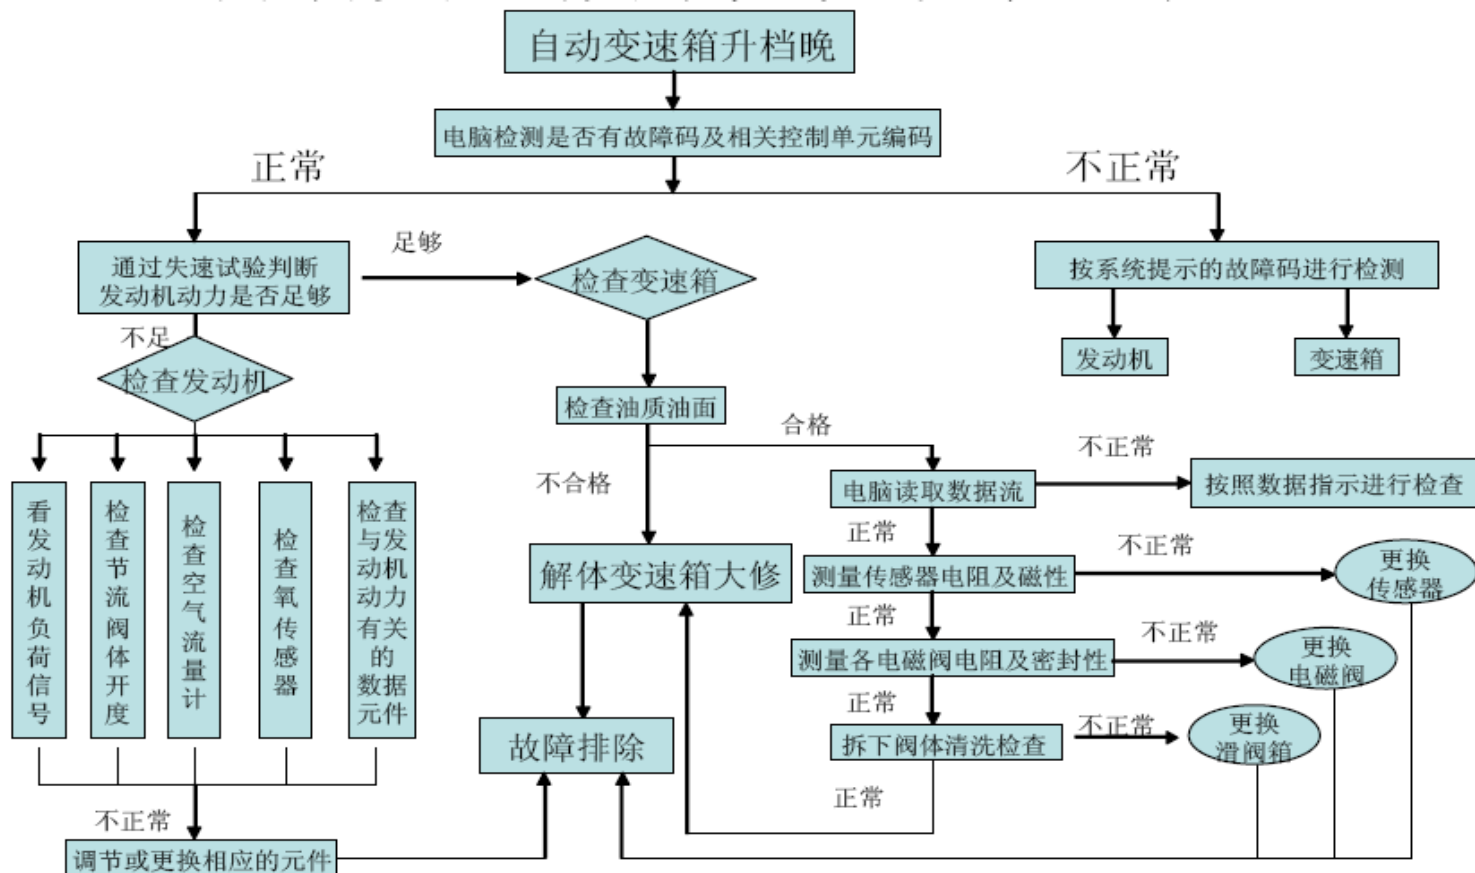 自动变速箱升档晚
电脑检测是否有故障码及相关控制单元编码
正常
不正常
通过失速试验判断
发动机动力是否足够
足够
检查变速箱
按系统提示的故障码进行检测
不足
检查发动机
发动机
变速箱
检查油质油面
合格
不合格
电脑读取数据流
不正常
按照数据指示进行检查
正常
看发动机负荷信号
检查节流阀体开度
检查空气流量计
检查氧传感器
检查
与发
动机
动力
有关
的
数据
元件
解体变速箱大修
测量传感器电阻及磁性
不正常
更换
传感器
正常
测量各电磁阀电阻及密封性
不正常
更换
电磁阀
正常
故障排除
拆下阀体清洗检查
不正常
更换
滑阀箱
正常
不正常
调节或更换相应的元件